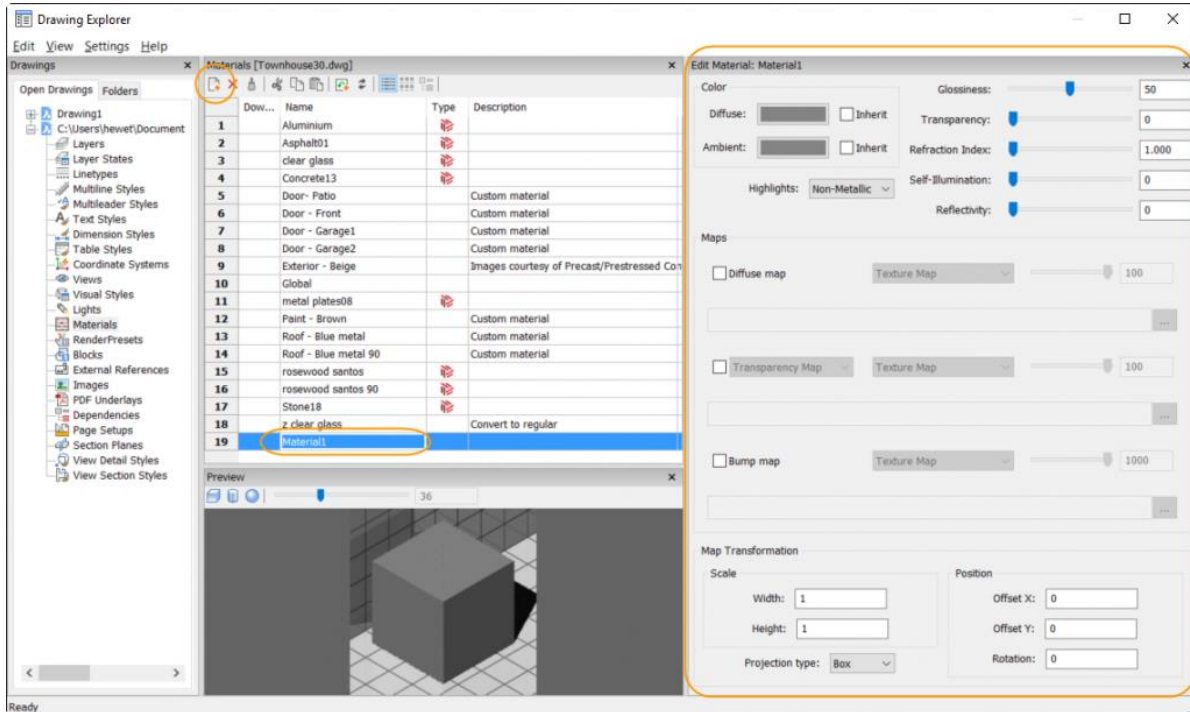 Drawing Explorer
Edit View Settings Help
Drawings
Open Drawings Folders
Drawing1
C:\Users\hewet\Document
Layers
Layer States
Linetypes
Multiline Styles
Multileader Styles
Text Styles
Dimension Styles
Table Styles
Coordinate Systems
Views
Visual Styles
Lights
Materials
RenderPresets
Blocks
External References
Images
PDF Underlays
Dependencies
Page Setups
Section Planes
View Detail Styles
View Section Styles
Materials [Townhouse30.dwg]
Dow... Name Type Description
1 Aluminium
2 Asphalt01
3 clear glass
4 Concrete13
5 Door- Patio Custom material
6 Door - Front Custom material
7 Door - Garage1 Custom material
8 Door - Garage2 Custom material
9 Exterior - Beige Images courtesy of Precast/Prestressed Con
10 Global
11 metal plates08
12 Paint - Brown Custom material
13 Roof - Blue metal Custom material
14 Roof - Blue metal 90 Custom material
15 rosewood santos
16 rosewood santos 90
17 Stone18
18 z clear glass Convert to regular
19 Material1
Preview
36
Edit Material: Material1
Color
Diffuse: Inherit
Ambient: Inherit
Highlights: Non-Metallic
Glossiness: 50
Transparency: 0
Refraction Index: 1.000
Self-Illumination: 0
Reflectivity: 0
Maps
Diffuse map Texture Map 100
...
Transparency Map Texture Map 100
...
Bump map Texture Map 1000
...
Map Transformation
Scale
Width: 1
Height: 1
Projection type: Box
Position
Offset X: 0
Offset Y: 0
Rotation: 0
Ready